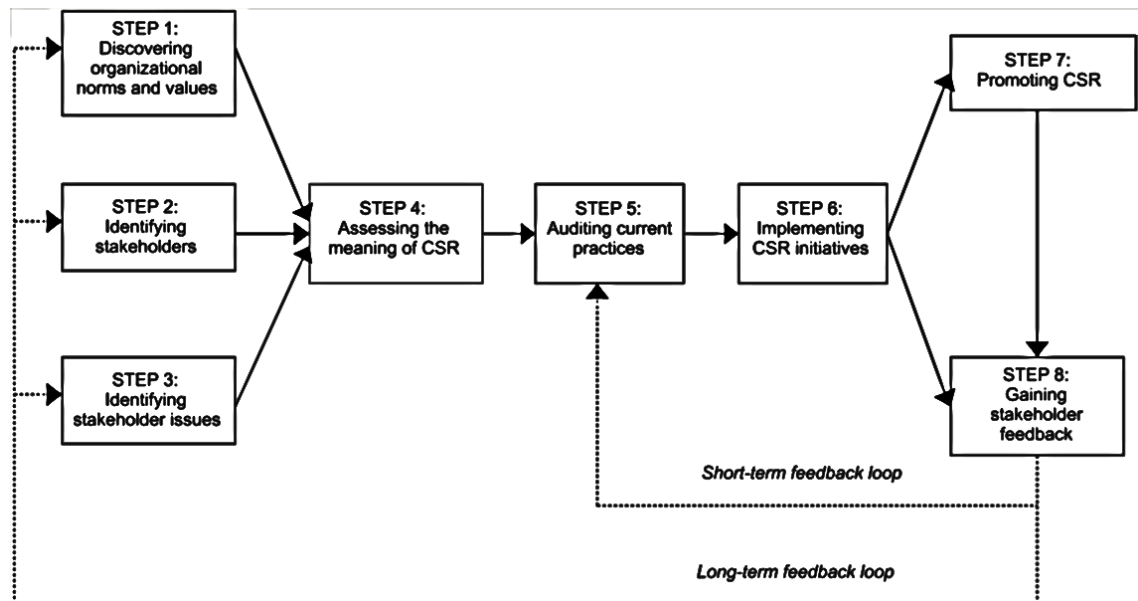 STEP 1:
Discovering
organizational
norms and values
STEP 2:
Identifying
stakeholders
STEP 3:
Identifying
stakeholder issues
STEP 4:
Assessing the
meaning of CSR
STEP 5:
Auditing current
practices
STEP 6:
Implementing
CSR initiatives
STEP 7:
Promoting CSR
STEP 8:
Gaining
stakeholder
feedback
Short-term feedback loop
Long-term feedback loop